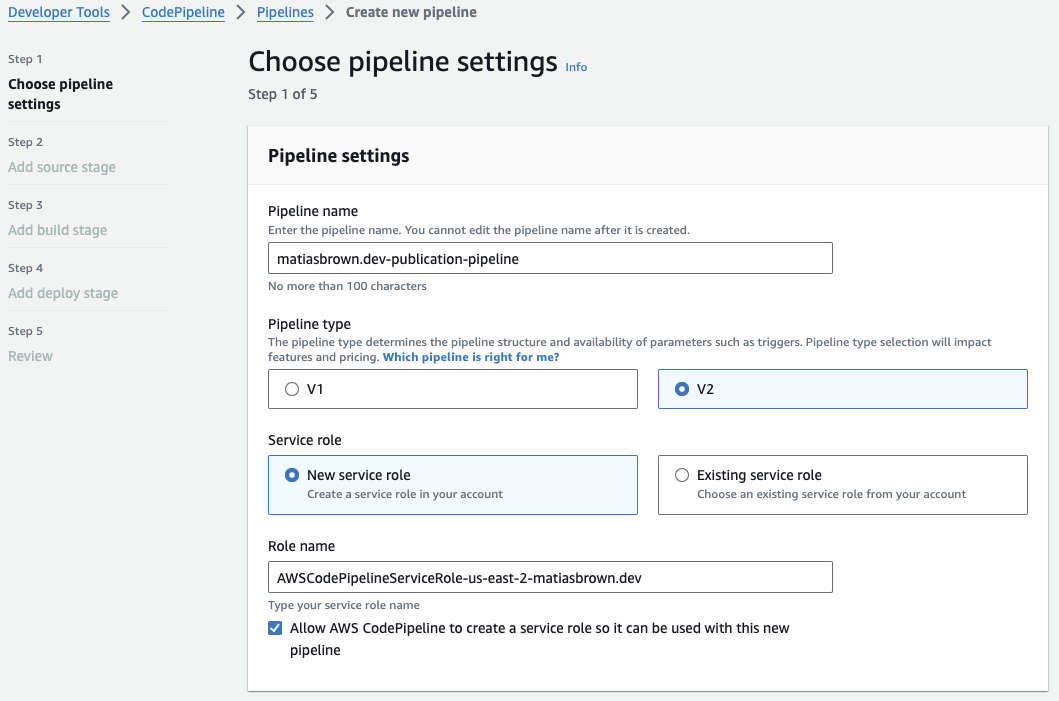 Developer Tools > CodePipeline > Pipelines > Create new pipeline
Step 1
Choose pipeline
settings
Step 2
Add source stage
Step 3
Add build stage
Step 4
Add deploy stage
Step 5
Review
Choose pipeline settings Info
Step 1 of 5
Pipeline settings
Pipeline name
Enter the pipeline name. You cannot edit the pipeline name after it is created.
matiasbrown.dev-publication-pipeline
No more than 100 characters
Pipeline type
The pipeline type determines the pipeline structure and availability of parameters such as triggers. Pipeline type selection will impact
features and pricing. Which pipeline is right for me?
V1
V2
Service role
New service role
Create a service role in your account
Existing service role
Choose an existing service role from your account
Role name
AWSCodePipelineServiceRole-us-east-2-matiasbrown.dev
Type your service role name
Allow AWS CodePipeline to create a service role so it can be used with this new
pipeline